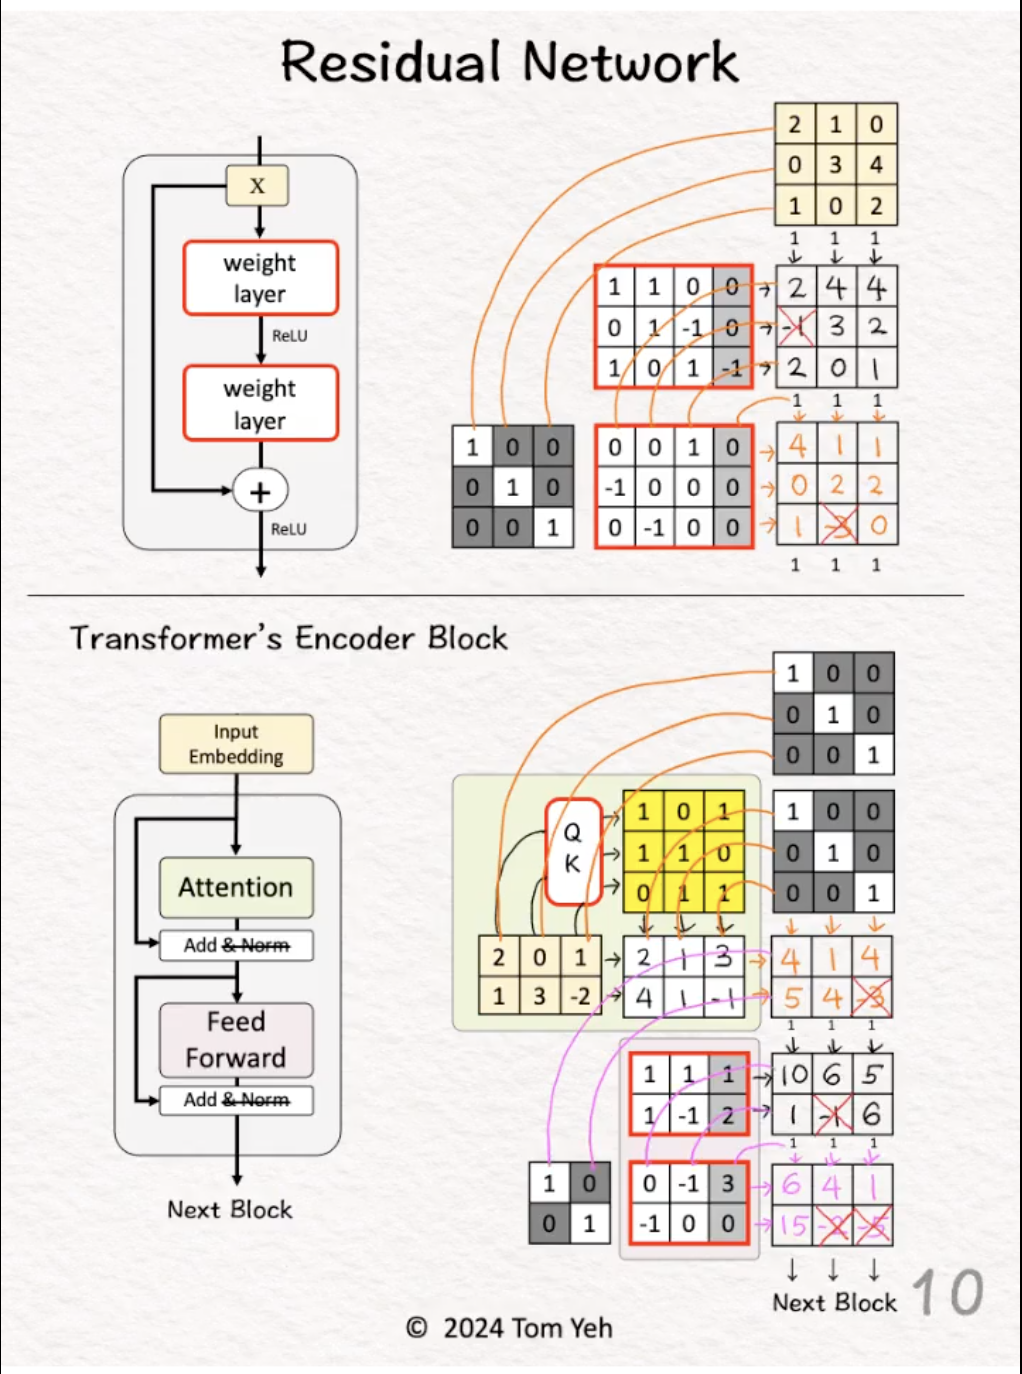 Residual Network
X
weight
layer
ReLU
weight
layer
+
ReLU
2 1 0
0 3 4
1 0 2
1 1 1
1 1 0 0
0 1 -1 0
1 0 1 -1
2 4 4
-1 3 2
2 0 1
1 1 1
1 0 0
0 1 0
0 0 1
0 0 1 0
-1 0 0 0
0 -1 0 0
4 1 1
0 2 2
1 -3 0
1 1 1
Transformer's Encoder Block
Input
Embedding
Attention
Add & Norm
Feed
Forward
Add & Norm
Next Block
1 0 0
0 1 0
0 0 1
Q
K
1 0 1
1 1 0
0 1 1
1 0 0
0 1 0
0 0 1
2 0 1
1 3 -2
2 1 3
4 1 -1
4 1 4
5 4 -3
1 1 1
1 1 1
1 -1 2
10 6 5
1 -1 6
1 1 1
1 0
0 1
0 -1 3
-1 0 0
6 4 1
15 -2 -5
Next Block
10
© 2024 Tom Yeh